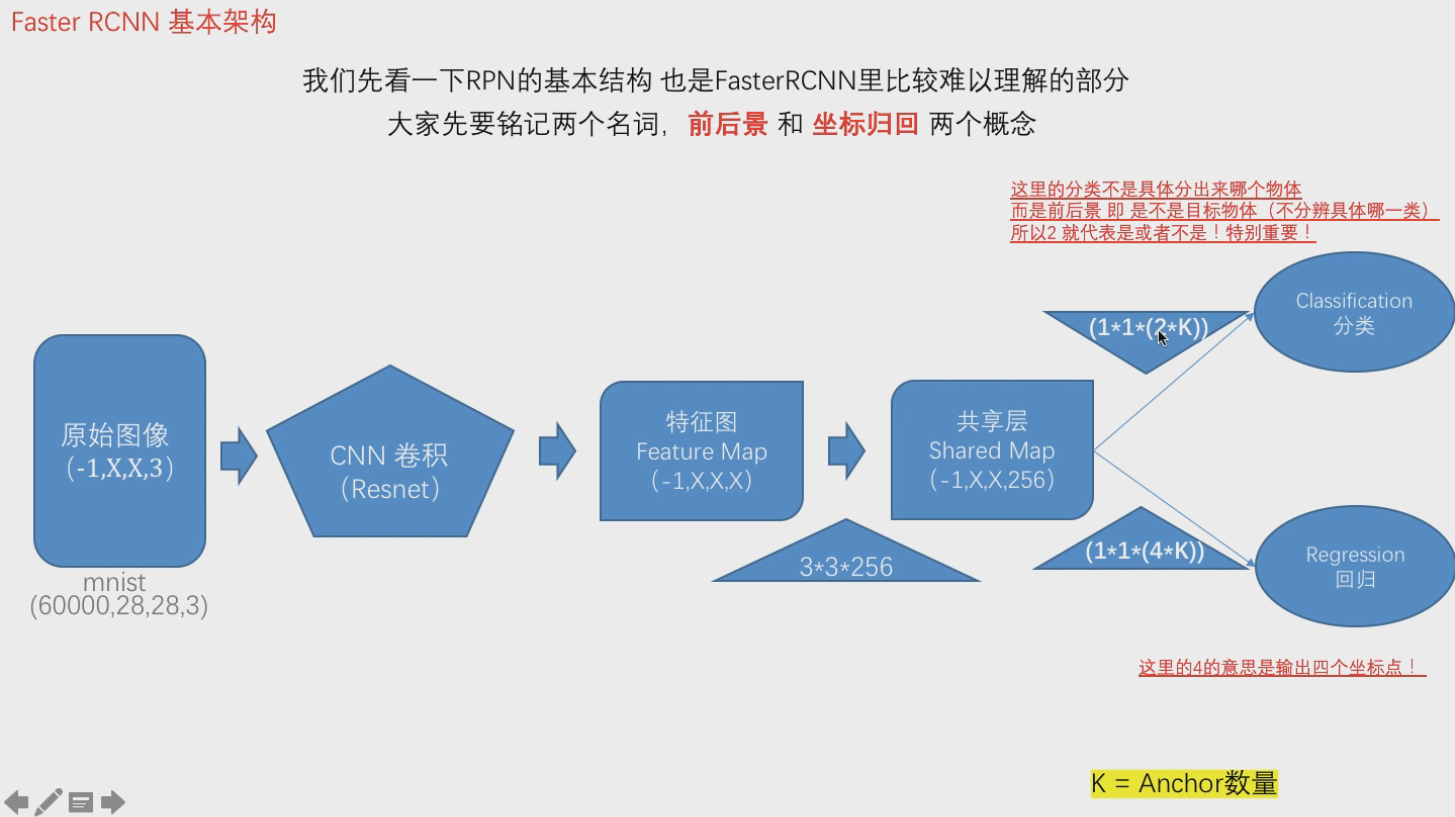 Faster RCNN 基本架构
我们先看一下RPN的基本结构 也是FasterRCNN里比较难以理解的部分
大家先要铭记两个名词，前后景 和 坐标归回 两个概念
这里的分类不是具体分出来哪个物体
而是前后景 即 是不是目标物体（不分辨具体哪一类）
所以2 就代表是或者不是！特别重要！
(1*1*(2*K))
Classification
分类
原始图像
（-1,X,X,3）
CNN 卷积
（Resnet）
特征图
Feature Map
（-1,X,X,X）
共享层
Shared Map
（-1,X,X,256）
3*3*256
(1*1*(4*K))
Regression
回归
mnist
(60000,28,28,3)
这里的4的意思是输出四个坐标点！
K = Anchor数量